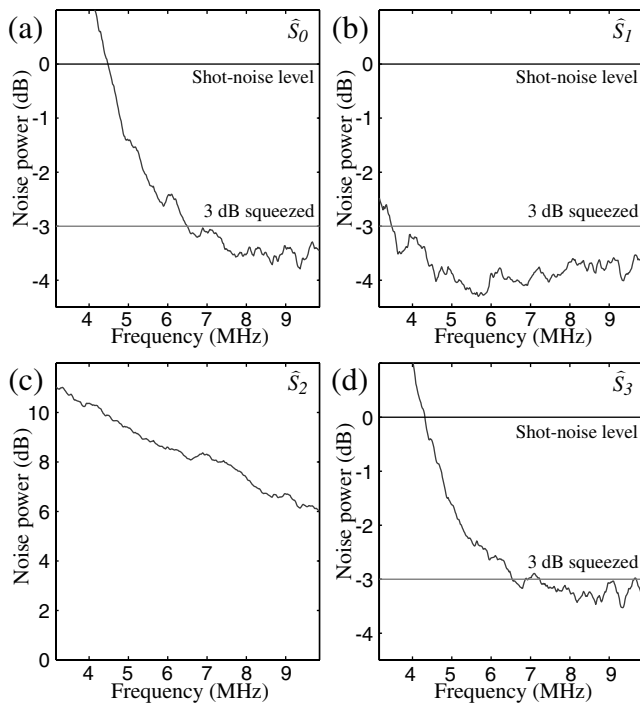 (a)
Ŝ0
0
Shot-noise level
-1
-2
3 dB squeezed
-3
-4
Noise power (dB)
4 5 6 7 8 9
Frequency (MHz)
(b)
Ŝ1
0
Shot-noise level
-1
-2
3 dB squeezed
-3
-4
Noise power (dB)
4 5 6 7 8 9
Frequency (MHz)
(c)
Ŝ2
10
8
6
4
2
0
Noise power (dB)
4 5 6 7 8 9
Frequency (MHz)
(d)
Ŝ3
0
Shot-noise level
-1
-2
3 dB squeezed
-3
-4
Noise power (dB)
4 5 6 7 8 9
Frequency (MHz)